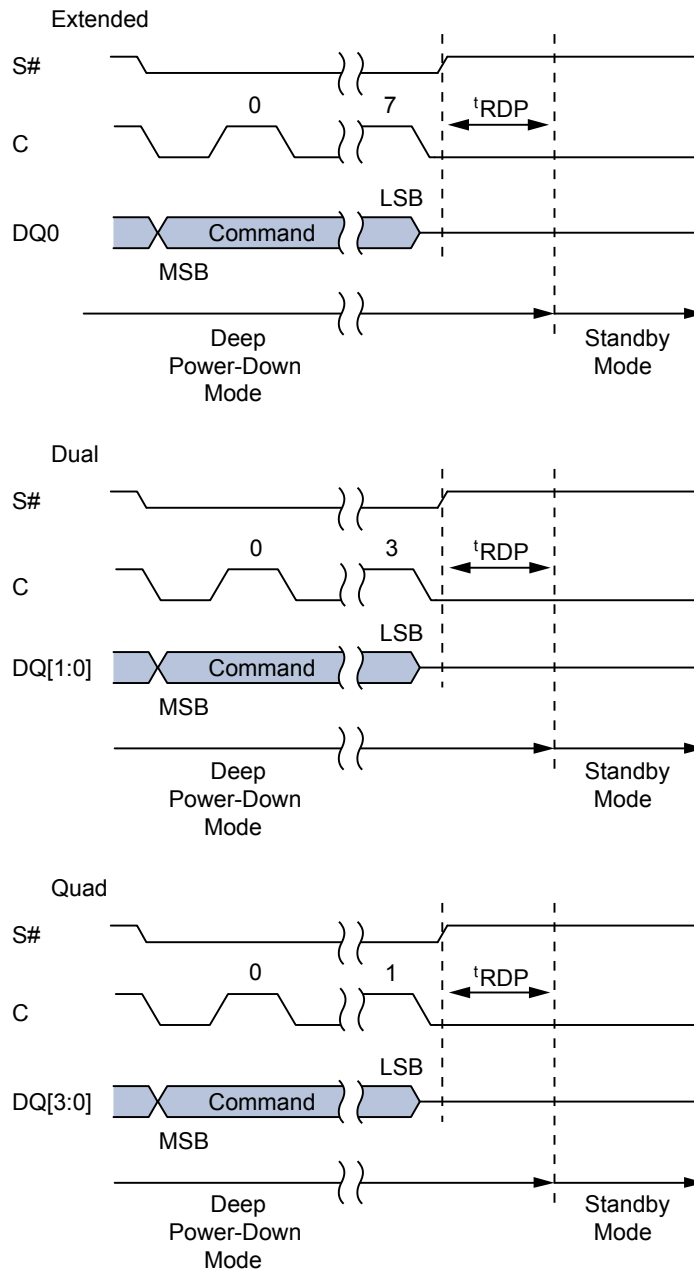 Extended
S#
0 7 tRDP
C
LSB
DQ0 Command
MSB
Deep Power-Down Mode
Standby Mode
Dual
S#
0 3 tRDP
C
LSB
DQ[1:0] Command
MSB
Deep Power-Down Mode
Standby Mode
Quad
S#
0 1 tRDP
C
LSB
DQ[3:0] Command
MSB
Deep Power-Down Mode
Standby Mode